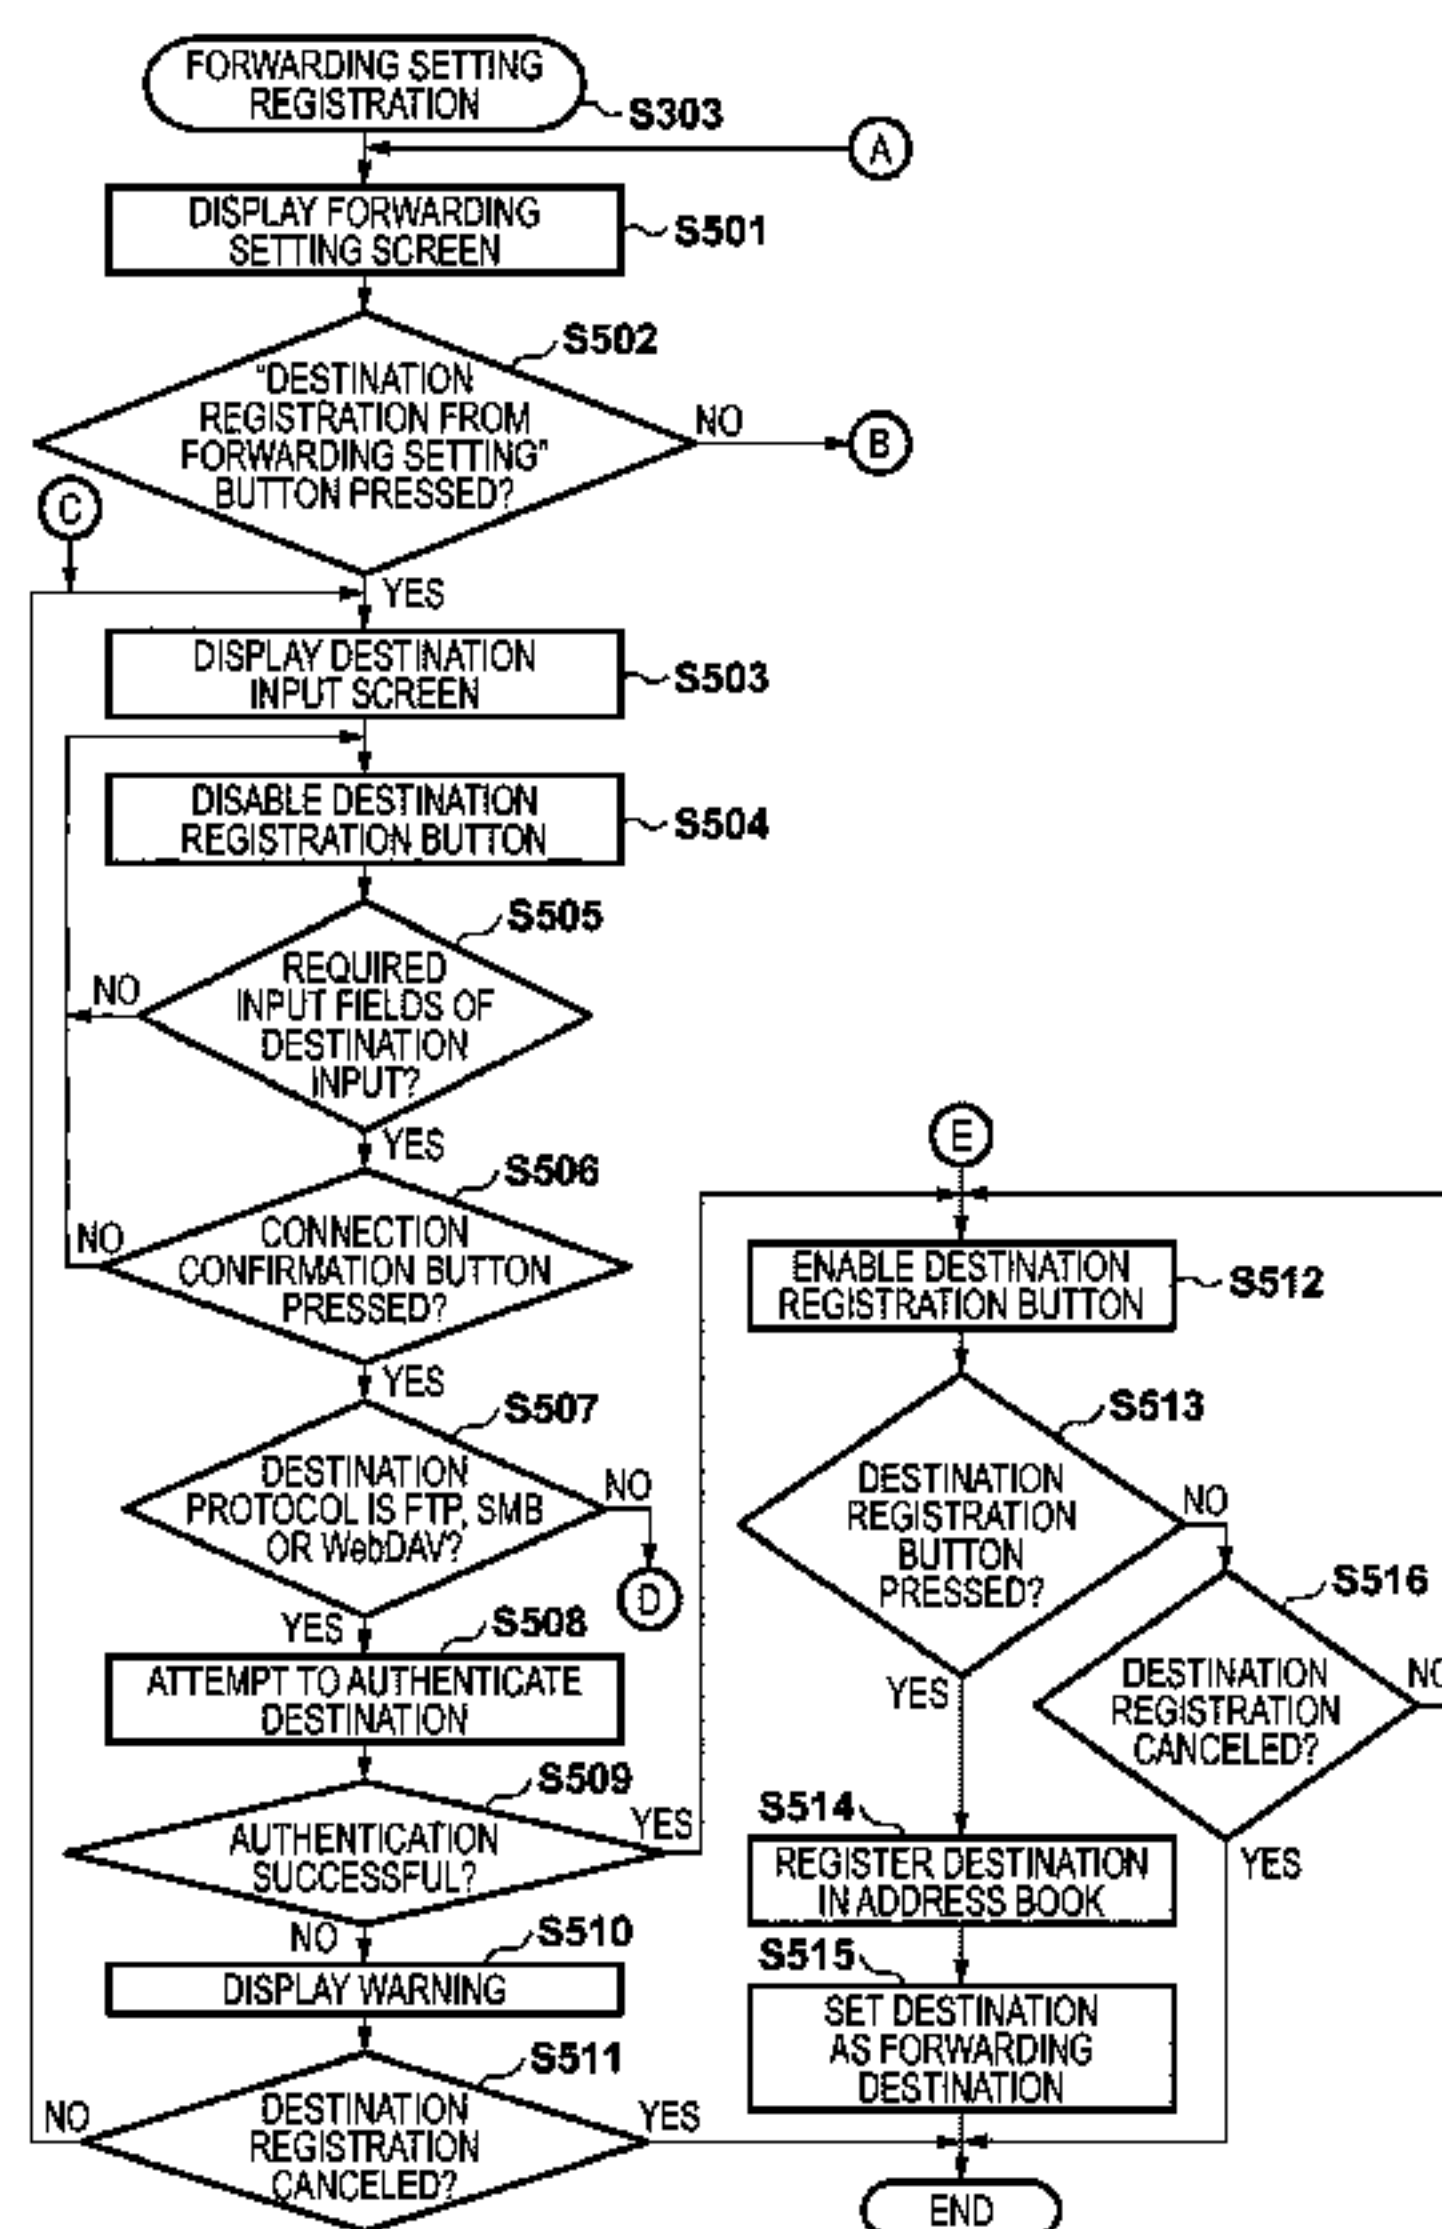 FORWARDING SETTING
REGISTRATION
S303
A
DISPLAY FORWARDING
SETTING SCREEN
S501
S502
"DESTINATION
REGISTRATION FROM
FORWARDING SETTING"
BUTTON PRESSED?
NO
B
C
YES
DISPLAY DESTINATION
INPUT SCREEN
S503
DISABLE DESTINATION
REGISTRATION BUTTON
S504
S505
REQUIRED
INPUT FIELDS OF
DESTINATION
INPUT?
NO
YES
S506
CONNECTION
CONFIRMATION BUTTON
PRESSED?
NO
YES
S507
DESTINATION
PROTOCOL IS FTP, SMB
OR WebDAV?
NO
D
YES
S508
ATTEMPT TO AUTHENTICATE
DESTINATION
S509
AUTHENTICATION
SUCCESSFUL?
YES
NO
S510
DISPLAY WARNING
S511
DESTINATION
REGISTRATION
CANCELED?
NO
YES
E
ENABLE DESTINATION
REGISTRATION BUTTON
S512
S513
DESTINATION
REGISTRATION
BUTTON
PRESSED?
NO
YES
S516
DESTINATION
REGISTRATION
CANCELED?
NO
YES
S514
REGISTER DESTINATION
IN ADDRESS BOOK
S515
SET DESTINATION
AS FORWARDING
DESTINATION
END